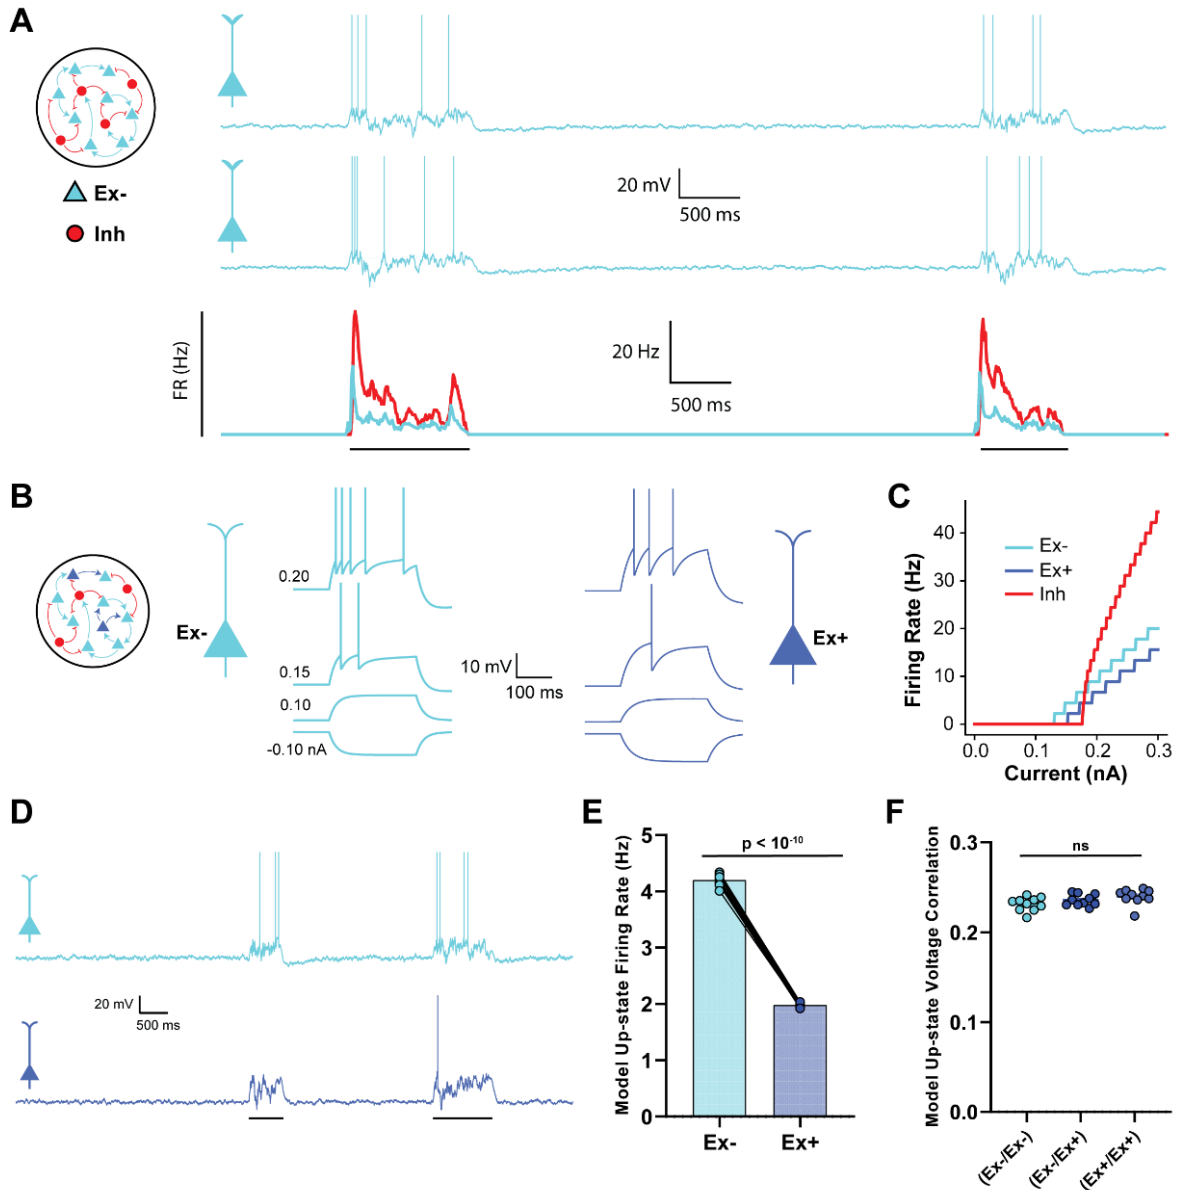 A
Ex-
Inh
20 mV
500 ms
FR (Hz)
20 Hz
500 ms
B
Ex-
0.20
0.15
0.10
-0.10 nA
10 mV
100 ms
Ex+
C
Firing Rate (Hz)
40
30
20
10
0
Ex-
Ex+
Inh
0.0 0.1 0.2 0.3
Current (nA)
D
20 mV
500 ms
E
Model Up-state Firing Rate (Hz)
5
4
3
2
1
0
p < 10⁻¹⁰
Ex- Ex+
F
Model Up-state Voltage Correlation
0.3
0.2
0.1
0.0
ns
(Ex-/Ex-)
(Ex-/Ex+)
(Ex+/Ex+)